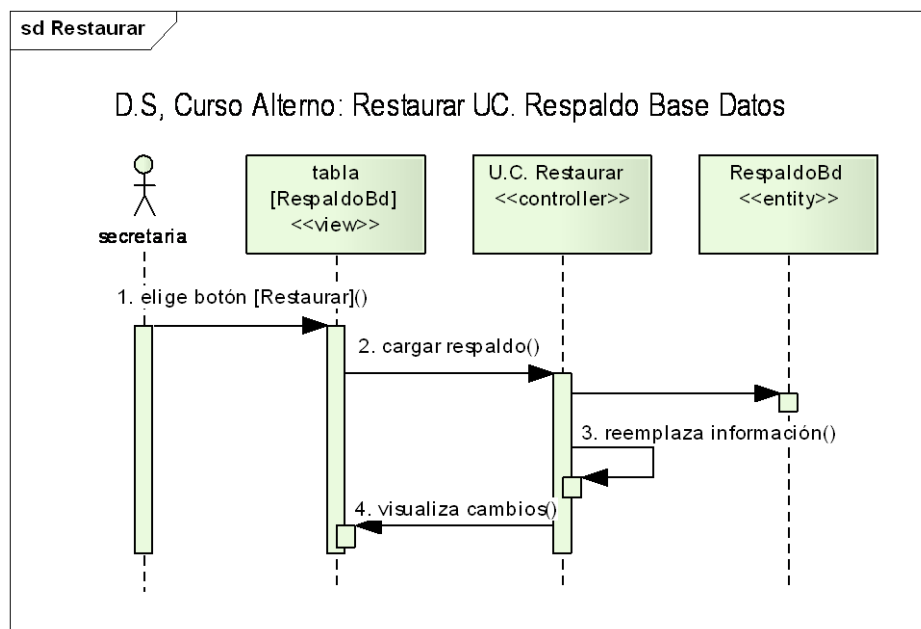 sd Restaurar
D.S, Curso Alterno: Restaurar UC. Respaldo Base Datos
secretaria
tabla
[RespaldoBd]
<<view>>
U.C. Restaurar
<<controller>>
RespaldoBd
<<entity>>
1. elige botón [Restaurar]()
2. cargar respaldo()
3. reemplaza información()
4. visualiza cambios()